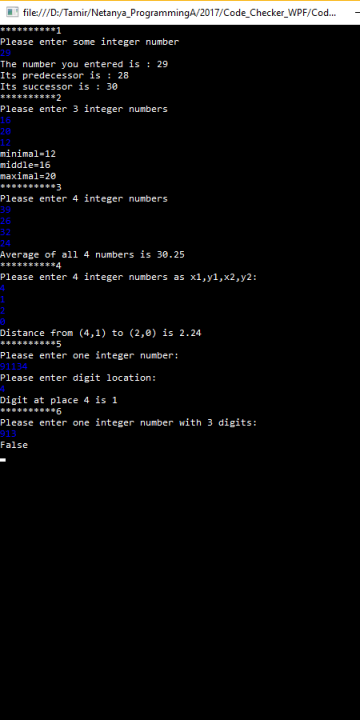 file:///D:/Tamir/Netanya_ProgrammingA/2017/Code_Checker_WPF/Cod...
**********1
Please enter some integer number
29
The number you entered is : 29
Its predecessor is : 28
Its successor is : 30
**********2
Please enter 3 integer numbers
16
20
12
minimal=12
middle=16
maximal=20
**********3
Please enter 4 integer numbers
39
26
32
24
Average of all 4 numbers is 30.25
**********4
Please enter 4 integer numbers as x1,y1,x2,y2:
4
1
2
0
Distance from (4,1) to (2,0) is 2.24
**********5
Please enter one integer number:
91134
Please enter digit location:
4
Digit at place 4 is 1
**********6
Please enter one integer number with 3 digits:
False